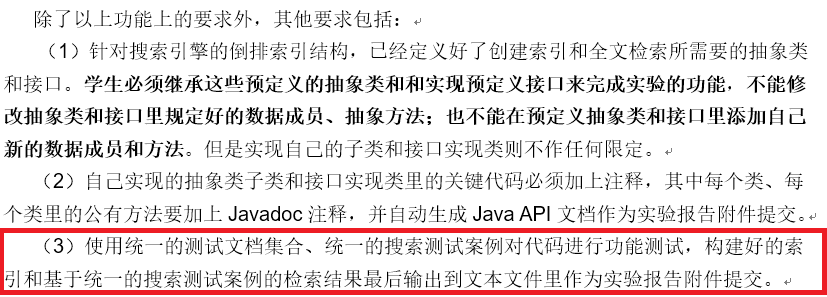 除了以上功能上的要求外，其他要求包括：
（1）针对搜索引擎的倒排索引结构，已经定义好了创建索引和全文检索所需要的抽象类
和接口。学生必须继承这些预定义的抽象类和和实现预定义接口来完成实验的功能，不能修
改抽象类和接口里规定好的数据成员、抽象方法；也不能在预定义抽象类和接口里添加自己
新的数据成员和方法。但是实现自己的子类和接口实现类则不作任何限定。
（2）自己实现的抽象类子类和接口实现类里的关键代码必须加上注释，其中每个类、每
个类里的公有方法要加上 Javadoc 注释，并自动生成 Java API 文档作为实验报告附件提交。
（3）使用统一的测试文档集合、统一的搜索测试案例对代码进行功能测试，构建好的索
引和基于统一的搜索测试案例的检索结果最后输出到文本文件里作为实验报告附件提交。